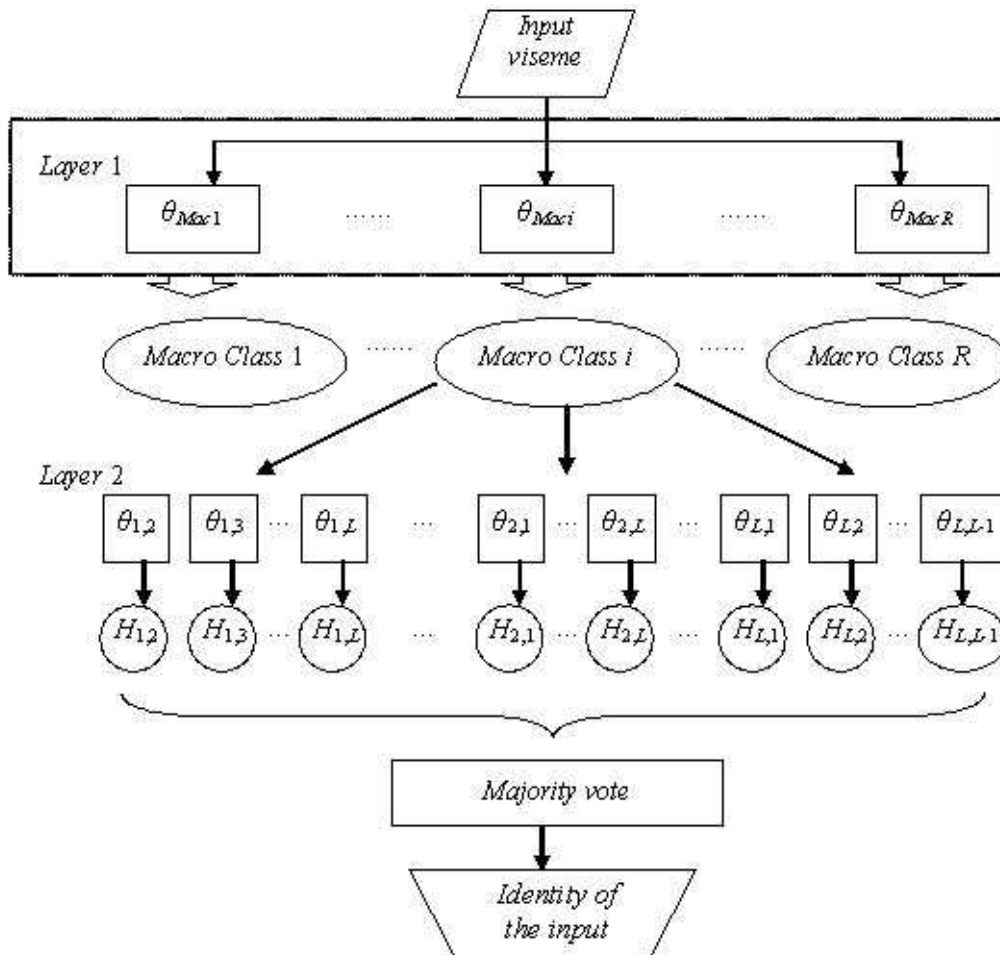 Input
viseme
Layer 1
θMac1 ...... θMaci ...... θMacR
Macro Class 1 ...... Macro Class i ...... Macro Class R
Layer 2
θ1,2 θ1,3 ... θ1,L ... θ2,1 ... θ2,L ... θL,1 θL,2 ... θL,L-1
H1,2 H1,3 ... H1,L ... H2,1 ... H2,L ... HL,1 HL,2 ... HL,L-1
Majority vote
Identity of
the input